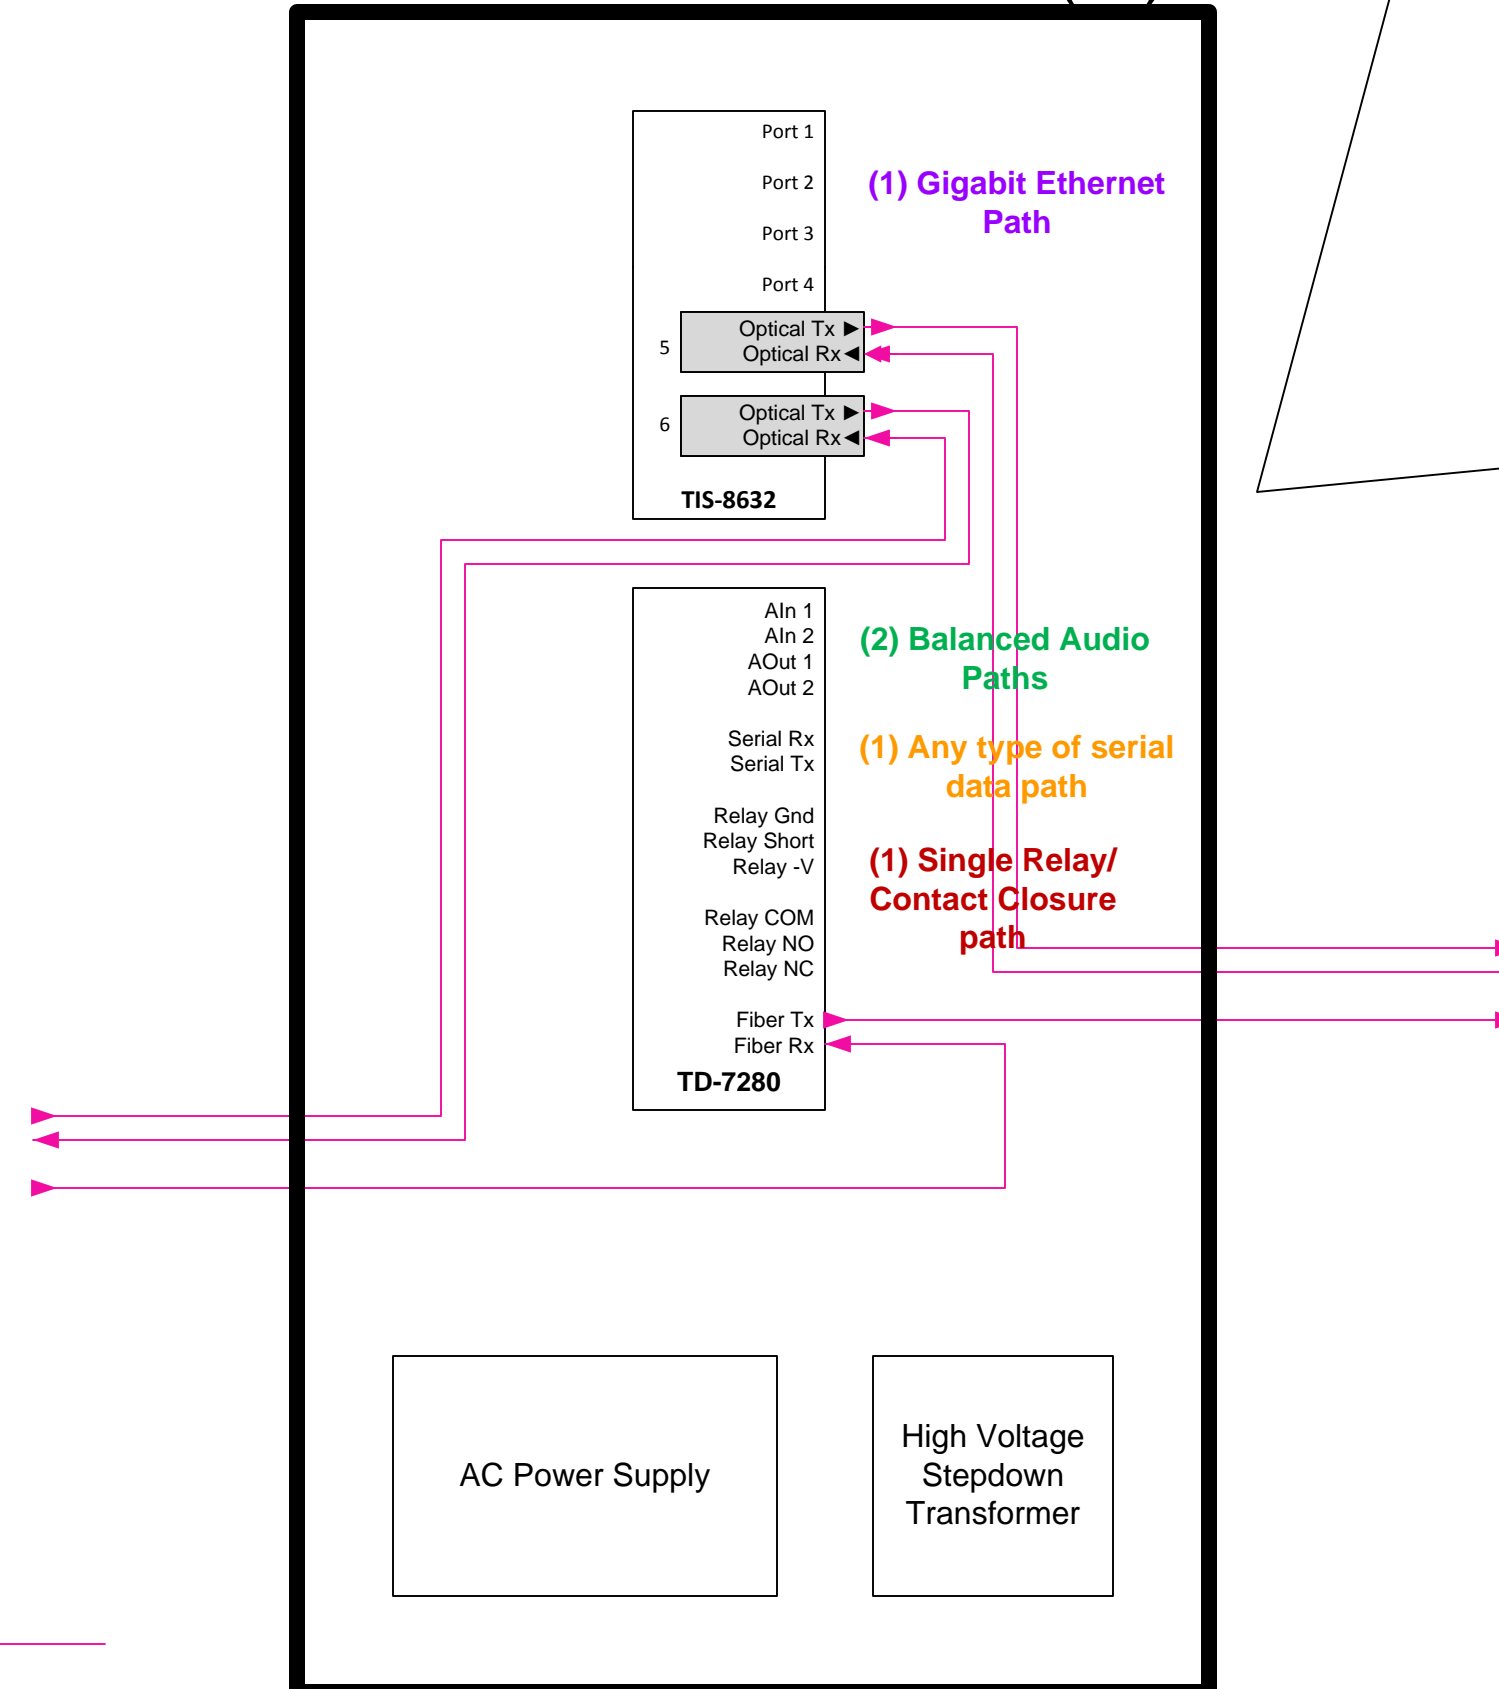 Port 1
Port 2
Port 3
Port 4
(1) Gigabit Ethernet
Path
5
Optical Tx ►
Optical Rx◄
6
Optical Tx ►
Optical Rx◄
TIS-8632
AIn 1
AIn 2
AOut 1
AOut 2
(2) Balanced Audio
Paths
Serial Rx
Serial Tx
(1) Any type of serial
data path
Relay Gnd
Relay Short
Relay -V
(1) Single Relay/
Contact Closure
path
Relay COM
Relay NO
Relay NC
Fiber Tx
Fiber Rx
TD-7280
AC Power Supply
High Voltage
Stepdown
Transformer